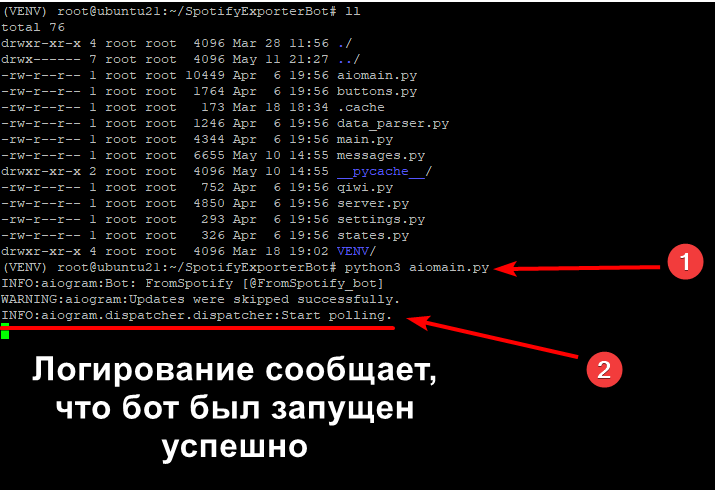 (VENV) root@ubuntu21:~/SpotifyExporterBot# ll
total 76
drwxr-xr-x 4 root root  4096 Mar 28 11:56 ./
drwx------ 7 root root  4096 May 11 21:27 ../
-rw-r--r-- 1 root root 10449 Apr  6 19:56 aiomain.py
-rw-r--r-- 1 root root  1764 Apr  6 19:56 buttons.py
-rw-r--r-- 1 root root   173 Mar 18 18:34 .cache
-rw-r--r-- 1 root root  1246 Apr  6 19:56 data_parser.py
-rw-r--r-- 1 root root  4344 Apr  6 19:56 main.py
-rw-r--r-- 1 root root  6655 May 10 14:55 messages.py
drwxr-xr-x 2 root root  4096 May 10 14:55 __pycache__/
-rw-r--r-- 1 root root   752 Apr  6 19:56 qiwi.py
-rw-r--r-- 1 root root  4850 Apr  6 19:56 server.py
-rw-r--r-- 1 root root   293 Apr  6 19:56 settings.py
-rw-r--r-- 1 root root   326 Apr  6 19:56 states.py
drwxr-xr-x 4 root root  4096 Mar 18 19:02 VENV/
(VENV) root@ubuntu21:~/SpotifyExporterBot# python3 aiomain.py
1
INFO:aiogram:Bot: FromSpotify [@FromSpotify_bot]
WARNING:aiogram:Updates were skipped successfully.
INFO:aiogram.dispatcher.dispatcher:Start polling.
2
Логирование сообщает,
что бот был запущен
успешно